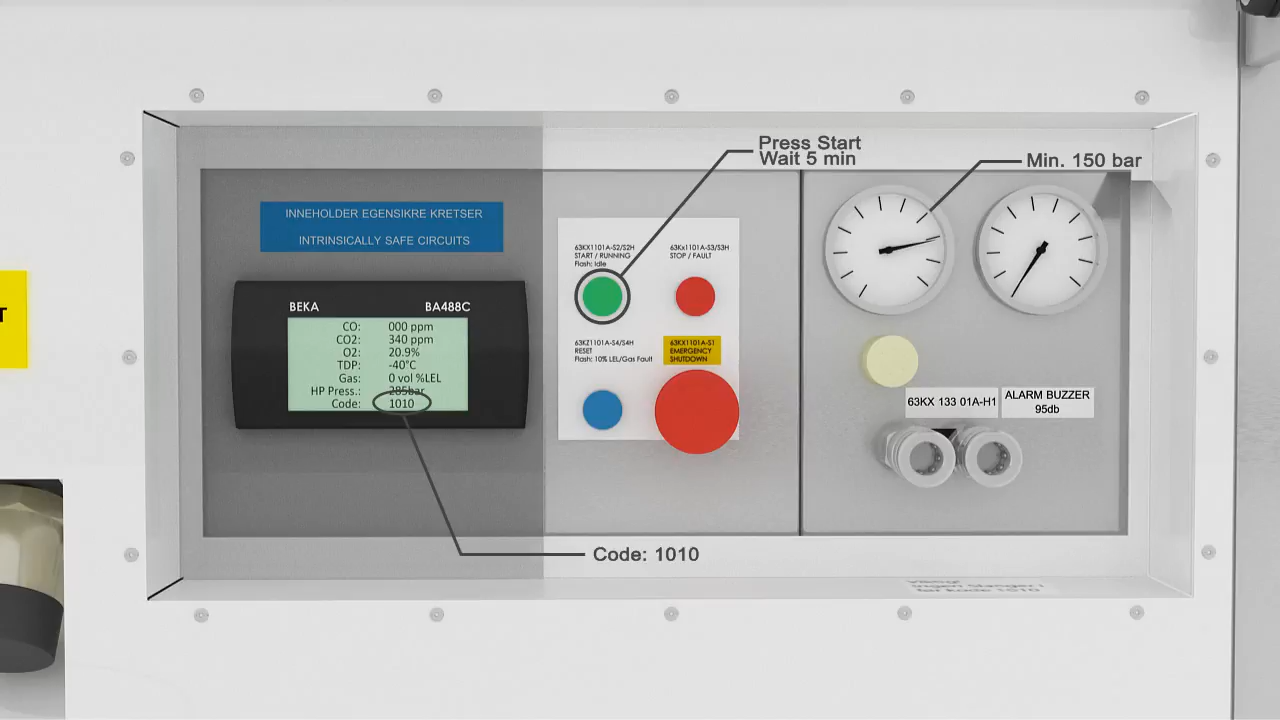 Press Start
Wait 5 min
Min. 150 bar
INNEHOLDER EGENSIKRE KRETSER
INTRINSICALLY SAFE CIRCUITS
BEKA
BA488C
CO: 000 ppm
CO2: 340 ppm
O2: 20.9%
TDP: -40°C
Gas: 0 vol %LEL
HP Press.: 285bar
Code: 1010
63KX1101A-S2/S2H
START / RUNNING
Flash: Idle
63Kx1101A-S3/S3H
STOP / FAULT
63KZ1101A-S4/S4H
RESET
Flash: 10% LEL/Gas Fault
63KX1101A-S1
EMERGENCY
SHUTDOWN
63KX 133 01A-H1
ALARM BUZZER
95db
T
Code: 1010
før kode 1010